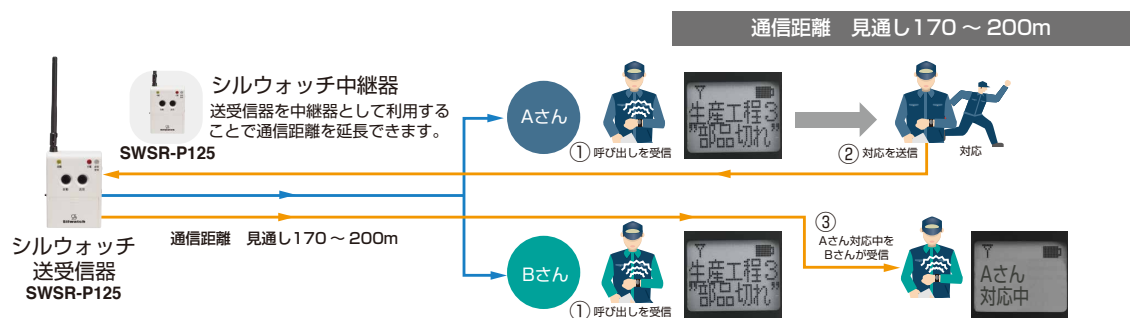 通信距離 見通し170～200m
シルウォッチ中継器
送受信器を中継器として利用する
ことで通信距離を延長できます。
SWSR-P125
Aさん
①呼び出しを受信
生産工程3
"部品切れ"
②対応を送信
対応
Silwatch
シルウォッチ
送受信器
SWSR-P125
通信距離 見通し170～200m
Bさん
①呼び出しを受信
生産工程3
"部品切れ"
③
Aさん対応中を
Bさんが受信
Aさん
対応中